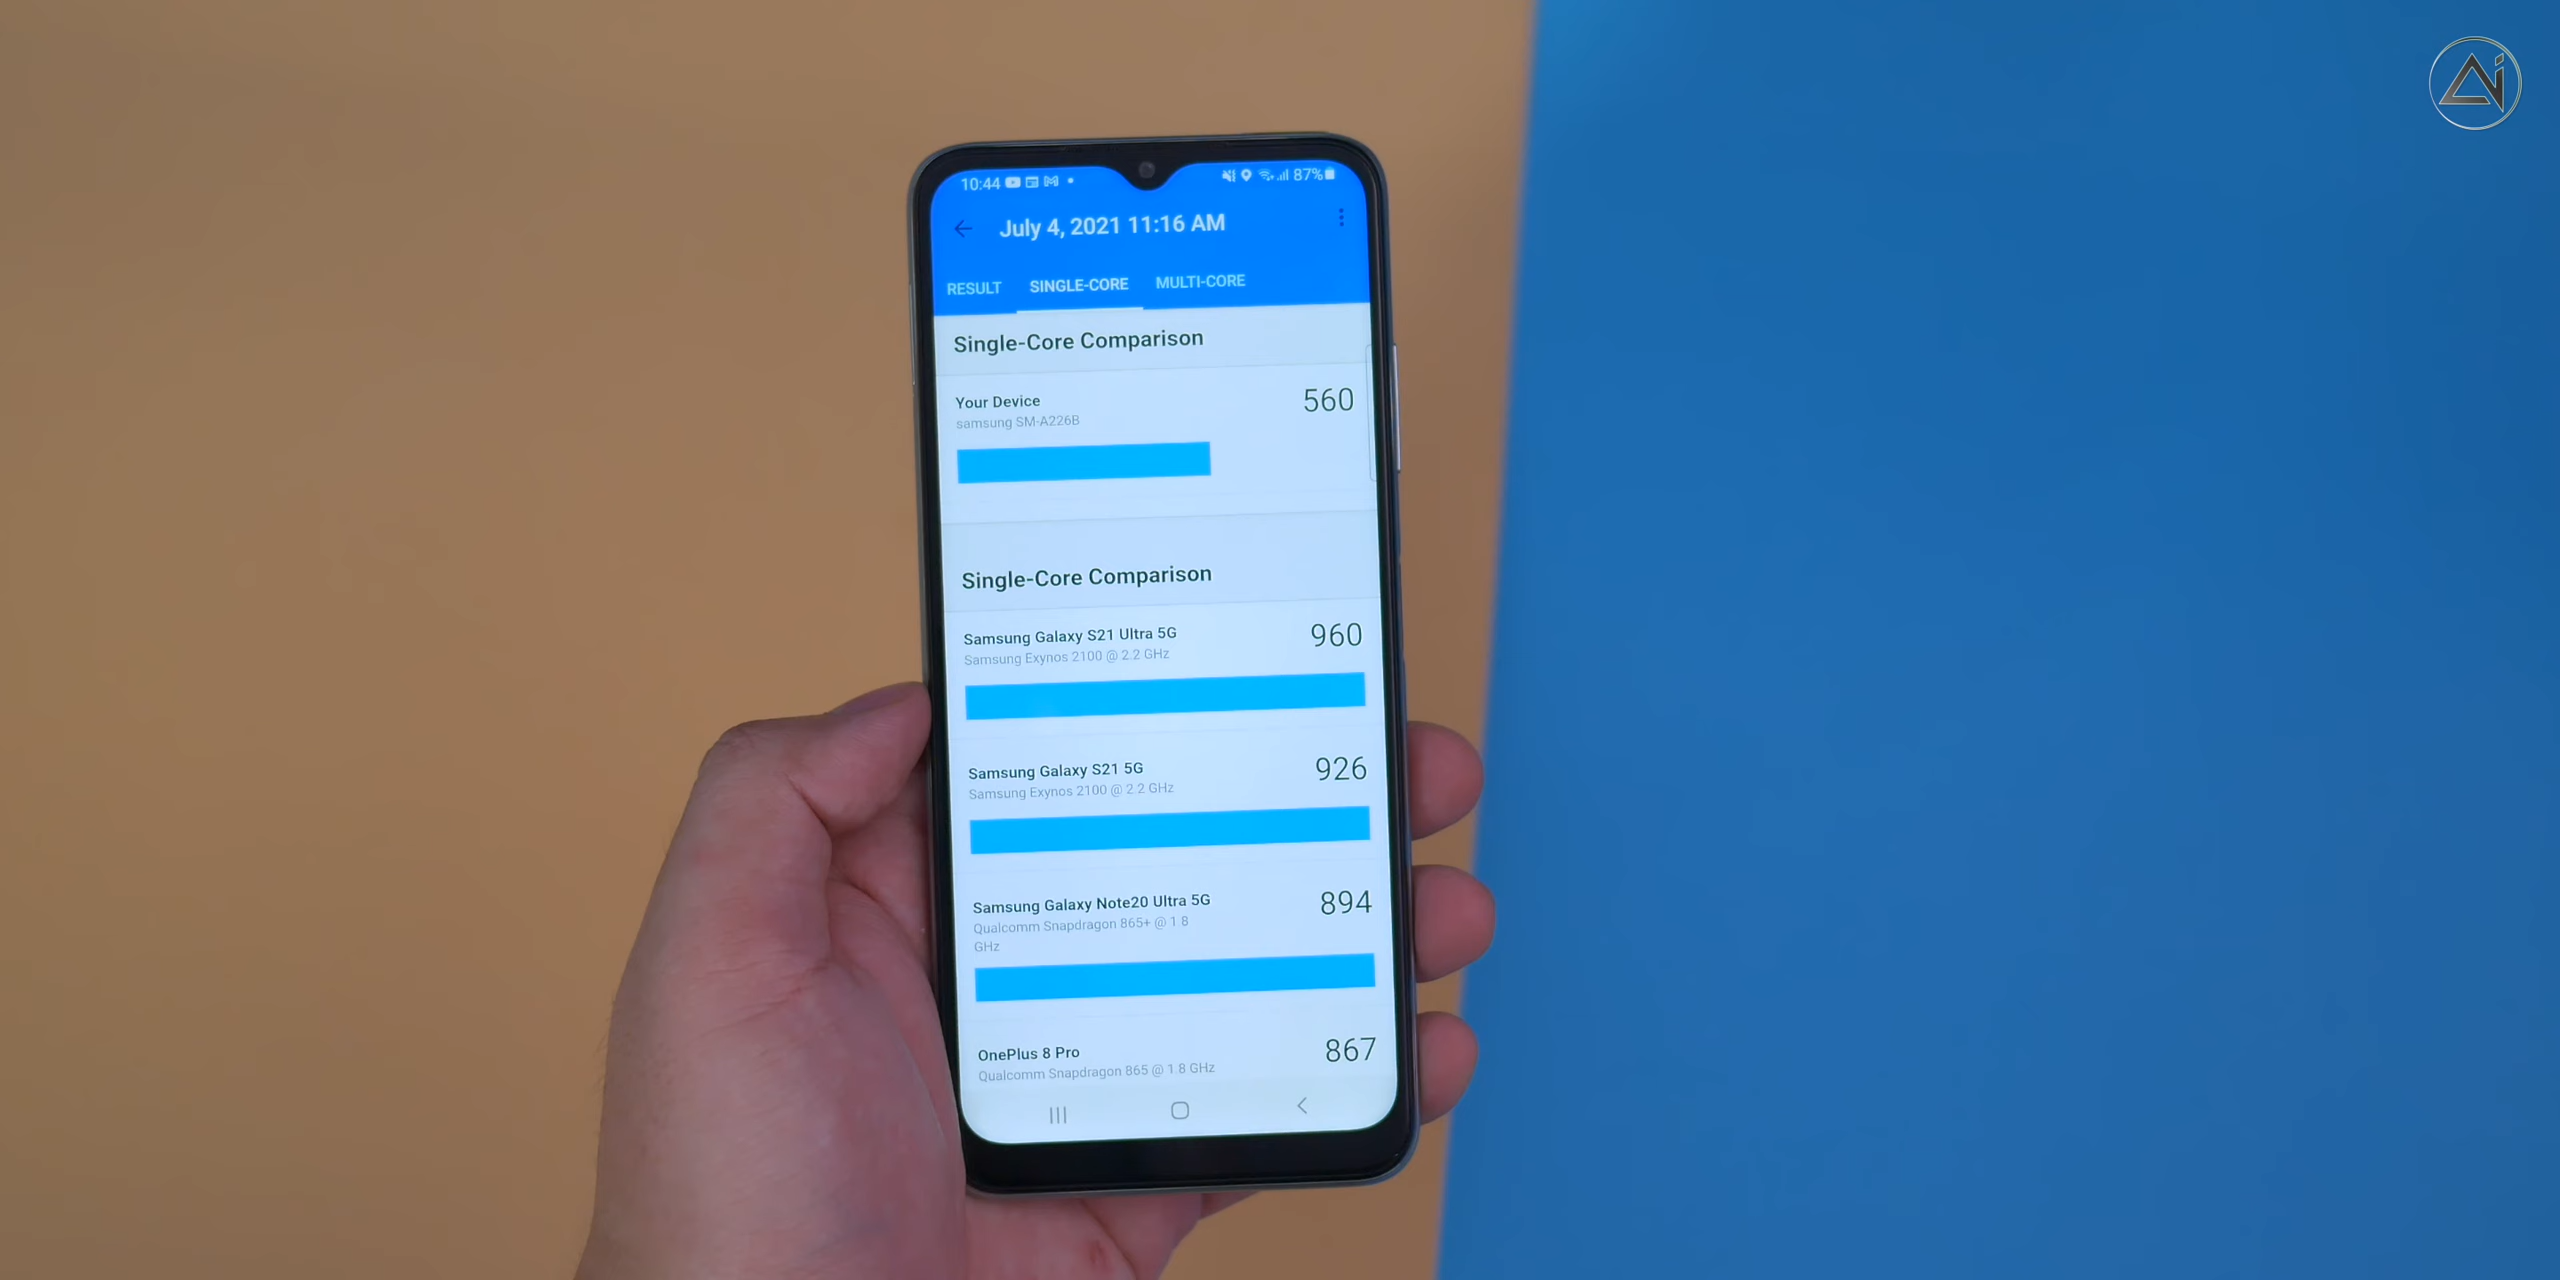 10:44 87%
July 4, 2021 11:16 AM
RESULT SINGLE-CORE MULTI-CORE
Single-Core Comparison
Your Device 560
samsung SM-A226B
Single-Core Comparison
Samsung Galaxy S21 Ultra 5G 960
Samsung Exynos 2100 @ 2.2 GHz
Samsung Galaxy S21 5G 926
Samsung Exynos 2100 @ 2.2 GHz
Samsung Galaxy Note20 Ultra 5G 894
Qualcomm Snapdragon 865+ @ 1.8
GHz
OnePlus 8 Pro 867
Qualcomm Snapdragon 865 @ 1.8 GHz